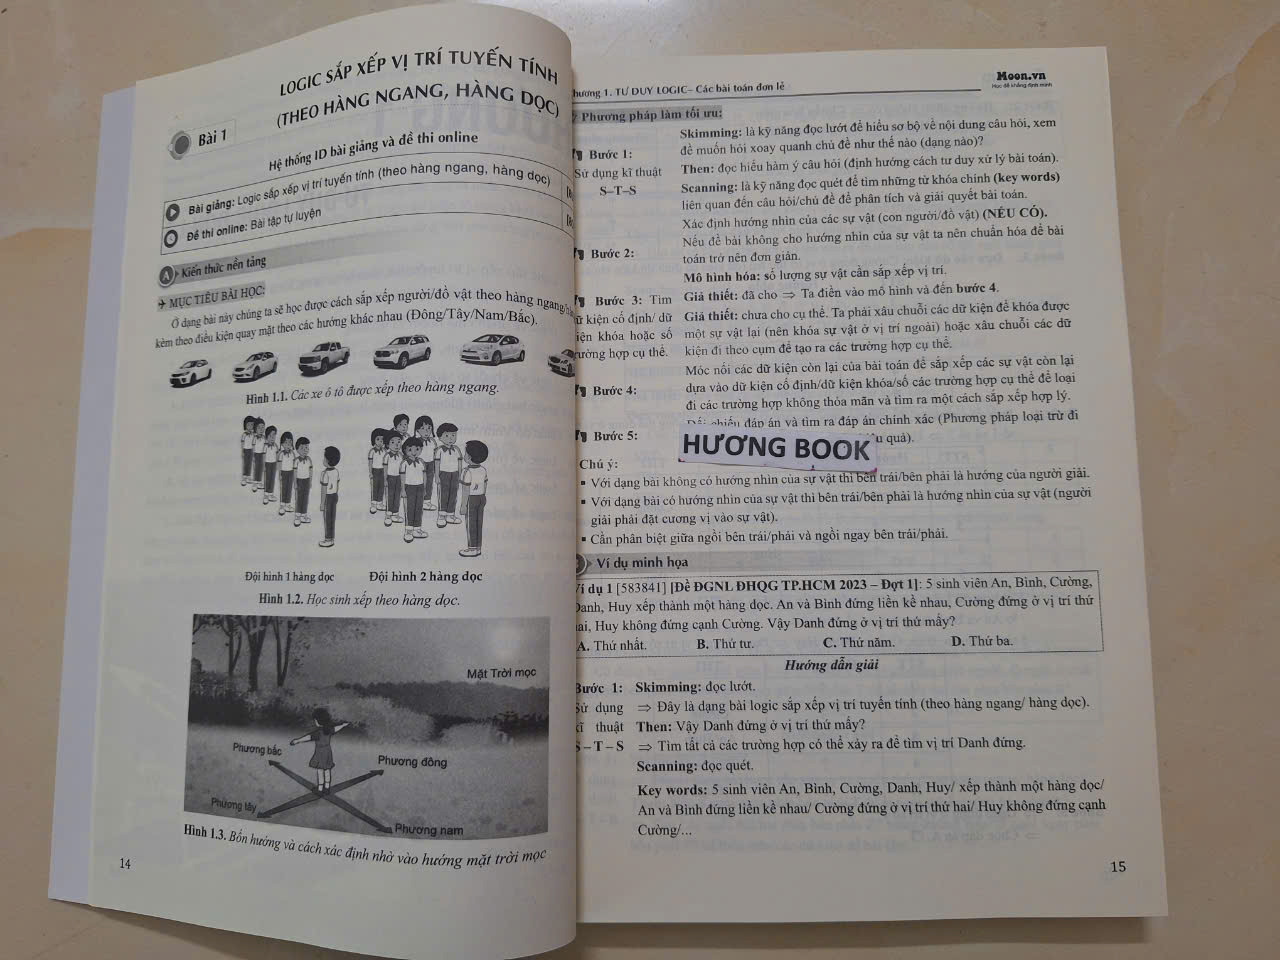 LOGIC SẮP XẾP VỊ TRÍ TUYẾN TÍNH
(THEO HÀNG NGANG, HÀNG DỌC)
Bài 1
Hệ thống ID bài giảng và đề thi online
Bài giảng: Logic sắp xếp vị trí tuyến tính (theo hàng ngang, hàng dọc)
Đề thi online: Bài tập tự luyện
A Kiến thức nền tảng
MỤC TIÊU BÀI HỌC:
Ở dạng bài này chúng ta sẽ học được cách sắp xếp người/đồ vật theo hàng ngang/
kèm theo điều kiện quay mặt theo các hướng khác nhau (Đông/Tây/Nam/Bắc).
Hình 1.1. Các xe ô tô được xếp theo hàng ngang.
Đội hình 1 hàng dọc Đội hình 2 hàng dọc
Hình 1.2. Học sinh xếp theo hàng dọc.
Mặt Trời mọc
Phương bắc
Phương đông
Phương tây
Phương nam
Hình 1.3. Bốn hướng và cách xác định nhờ vào hướng mặt trời mọc
14
Moon.vn
Học để khẳng định mình
hương 1. TƯ DUY LOGIC– Các bài toán đơn lẻ
Phương pháp làm tối ưu:
Bước 1:
Sử dụng kĩ thuật
S–T–S
Skimming: là kỹ năng đọc lướt để hiểu sơ bộ về nội dung câu hỏi, xem
đề muốn hỏi xoay quanh chủ đề như thế nào (dạng nào)?
Then: đọc hiểu hàm ý câu hỏi (định hướng cách tư duy xử lý bài toán).
Scanning: là kỹ năng đọc quét để tìm những từ khóa chính (key words)
liên quan đến câu hỏi/chủ đề để phân tích và giải quyết bài toán.
Bước 2:
Xác định hướng nhìn của các sự vật (con người/đồ vật) (NẾU CÓ).
Nếu đề bài không cho hướng nhìn của sự vật ta nên chuẩn hóa để bài
toán trở nên đơn giản.
Mô hình hóa: số lượng sự vật cần sắp xếp vị trí.
Bước 3: Tìm
dữ kiện cố định/ dữ
kiện khóa hoặc số
trường hợp cụ thể.
Giả thiết: đã cho ⇒ Ta điền vào mô hình và đến bước 4.
Giả thiết: chưa cho cụ thể. Ta phải xâu chuỗi các dữ kiện để khóa được
một sự vật lại (nên khóa sự vật ở vị trí ngoài) hoặc xâu chuỗi các dữ
kiện đi theo cụm để tạo ra các trường hợp cụ thể.
Bước 4:
Móc nối các dữ kiện còn lại của bài toán để sắp xếp các sự vật còn lại
dựa vào dữ kiện cố định/dữ kiện khóa/số các trường hợp cụ thể để loại
đi các trường hợp không thỏa mãn và tìm ra một cách sắp xếp hợp lý.
Bước 5:
chiếu đáp án và tìm ra đáp án chính xác (Phương pháp loại trừ đi
quả).
HƯƠNG BOOK
Chú ý:
▪ Với dạng bài không có hướng nhìn của sự vật thì bên trái/bên phải là hướng của người giải.
▪ Với dạng bài có hướng nhìn của sự vật thì bên trái/bên phải là hướng nhìn của sự vật (người
giải phải đặt cương vị vào sự vật).
▪ Cần phân biệt giữa ngồi bên trái/phải và ngồi ngay bên trái/phải.
Ví dụ minh họa
Ví dụ 1 [583841] [Đề ĐGNL ĐHQG TP.HCM 2023 – Đợt 1]: 5 sinh viên An, Bình, Cường,
Danh, Huy xếp thành một hàng dọc. An và Bình đứng liền kề nhau, Cường đứng ở vị trí thứ
hai, Huy không đứng cạnh Cường. Vậy Danh đứng ở vị trí thứ mấy?
A. Thứ nhất. B. Thứ tư. C. Thứ năm. D. Thứ ba.
Hướng dẫn giải
Bước 1:
Sử dụng
kĩ thuật
S – T – S
Skimming: đọc lướt.
⇒ Đây là dạng bài logic sắp xếp vị trí tuyến tính (theo hàng ngang/ hàng dọc).
Then: Vậy Danh đứng ở vị trí thứ mấy?
⇒ Tìm tất cả các trường hợp có thể xảy ra để tìm vị trí Danh đứng.
Scanning: đọc quét.
Key words: 5 sinh viên An, Bình, Cường, Danh, Huy/ xếp thành một hàng dọc/
An và Bình đứng liền kề nhau/ Cường đứng ở vị trí thứ hai/ Huy không đứng cạnh
Cường/...
15